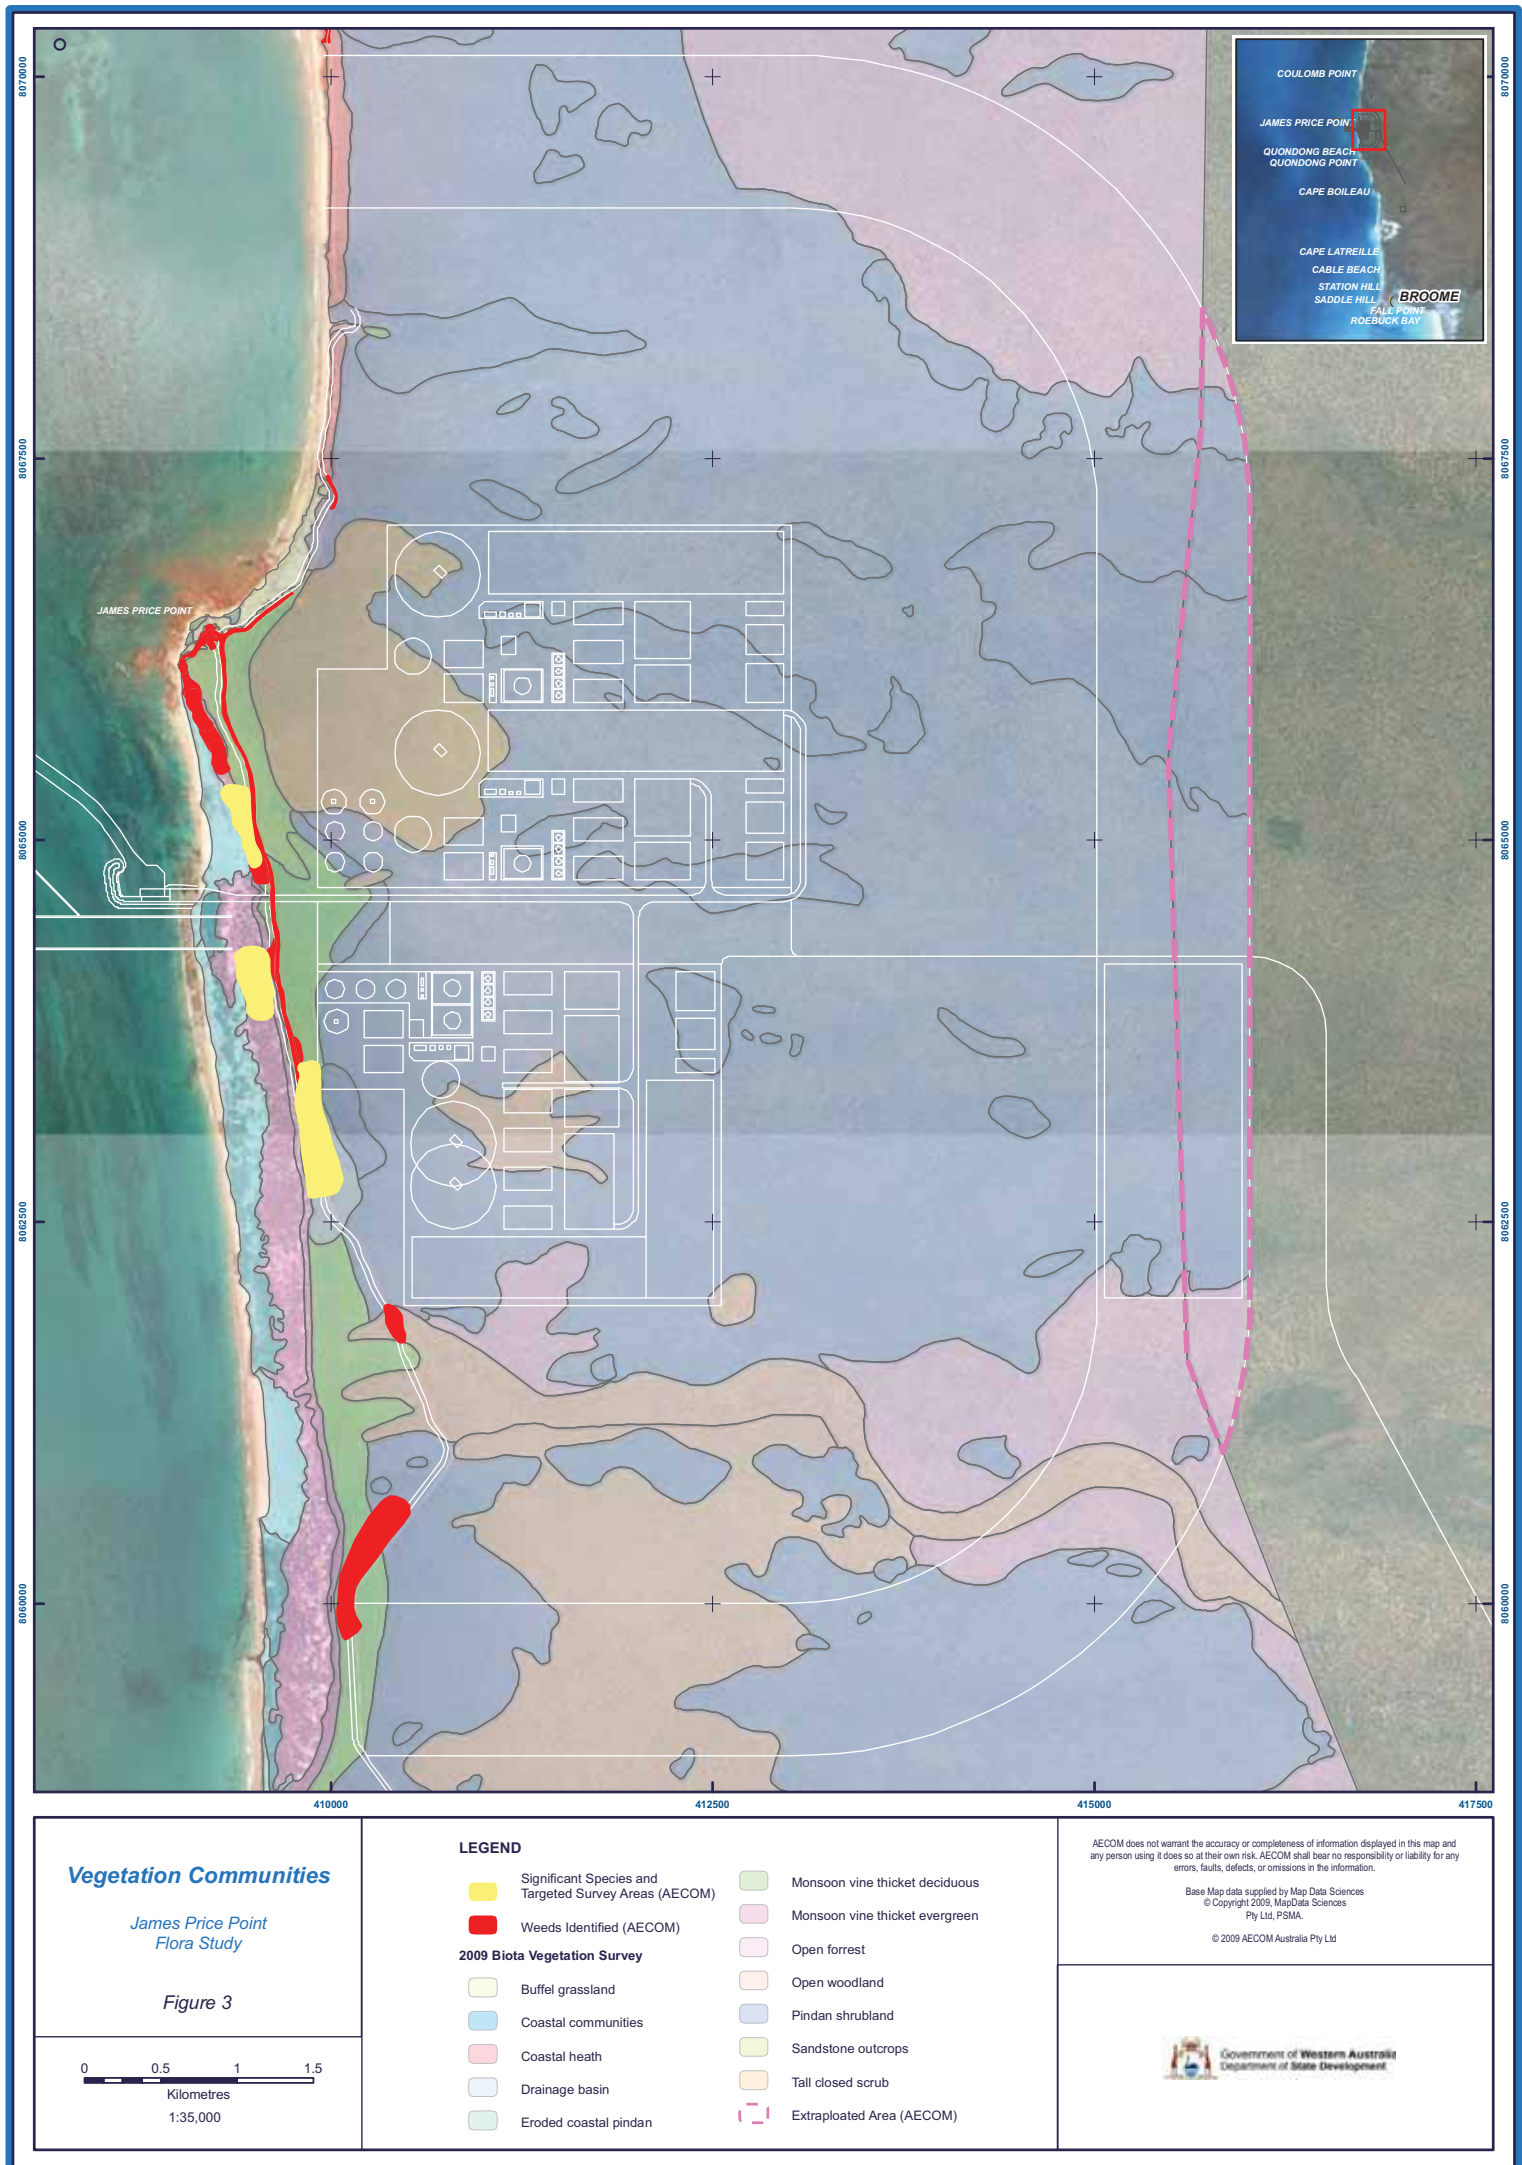 8070000
8070000
COULOMB POINT
JAMES PRICE POINT
QUONDONG BEACH
QUONDONG POINT
CAPE BOILEAU
CAPE LATREILLE
CABLE BEACH
STATION HILL
SADDLE HILL
BROOME
FALL POINT
ROEBUCK BAY
8067500
8067500
JAMES PRICE POINT
8065000
8065000
8062500
8062500
8060000
8060000
410000
412500
415000
417500
Vegetation Communities
James Price Point
Flora Study
Figure 3
0 0.5 1 1.5
Kilometres
1:35,000
LEGEND
Significant Species and
Targeted Survey Areas (AECOM)
Weeds Identified (AECOM)
2009 Biota Vegetation Survey
Buffel grassland
Coastal communities
Coastal heath
Drainage basin
Eroded coastal pindan
Monsoon vine thicket deciduous
Monsoon vine thicket evergreen
Open forrest
Open woodland
Pindan shrubland
Sandstone outcrops
Tall closed scrub
Extraploated Area (AECOM)
AECOM does not warrant the accuracy or completeness of information displayed in this map and
any person using it does so at their own risk. AECOM shall bear no responsibility or liability for any
errors, faults, defects, or omissions in the information.
Base Map data supplied by Map Data Sciences
© Copyright 2009, MapData Sciences
Pty Ltd, PSMA.
© 2009 AECOM Australia Pty Ltd
Government of Western Australia
Department of State Development